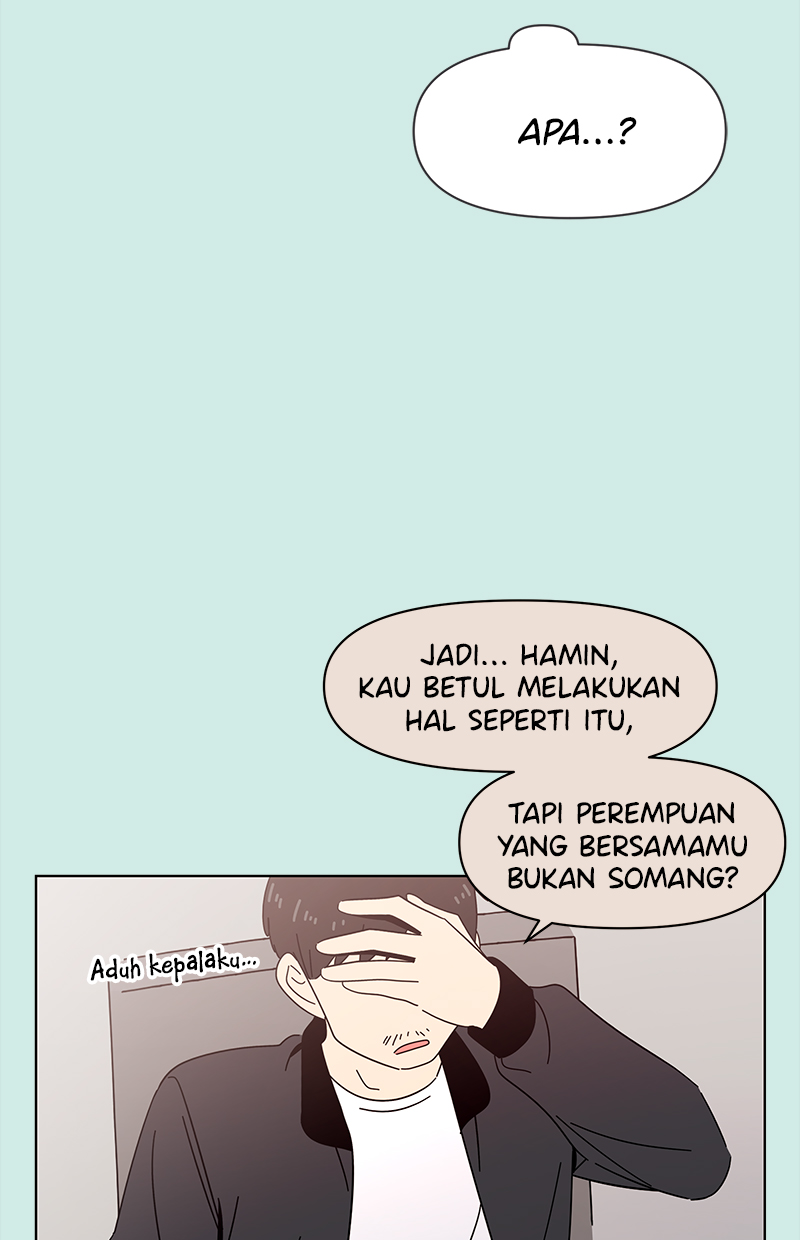 APA...?
JADI... HAMIN,
KAU BETUL MELAKUKAN
HAL SEPERTI ITU,
TAPI PEREMPUAN
YANG BERSAMAMU
BUKAN SOMANG?
Aduh kepalaku...